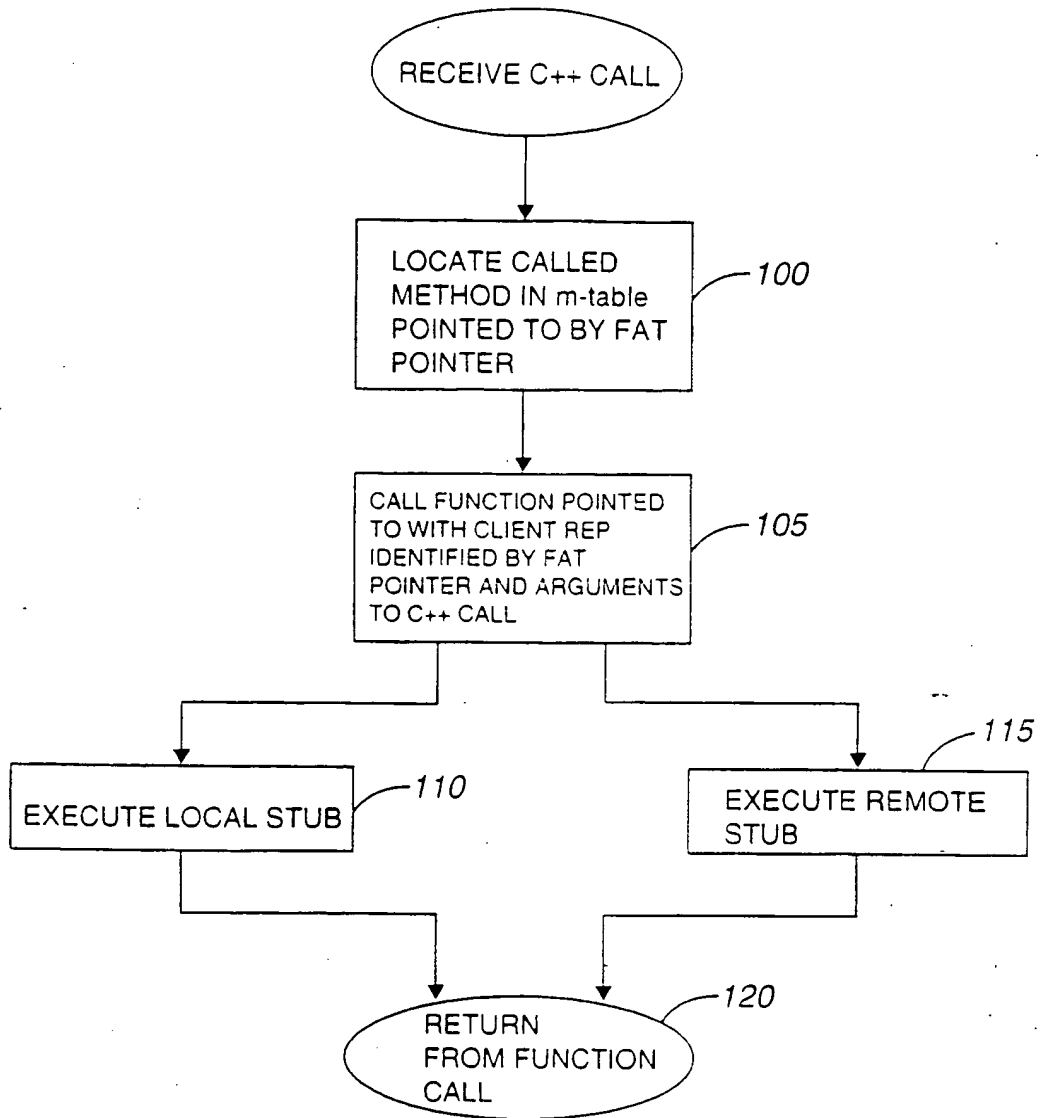 RECEIVE C++ CALL
LOCATE CALLED
METHOD IN m-table
POINTED TO BY FAT
POINTER
100
CALL FUNCTION POINTED
TO WITH CLIENT REP
IDENTIFIED BY FAT
POINTER AND ARGUMENTS
TO C++ CALL
105
EXECUTE LOCAL STUB
110
EXECUTE REMOTE
STUB
115
RETURN
FROM FUNCTION
CALL
120